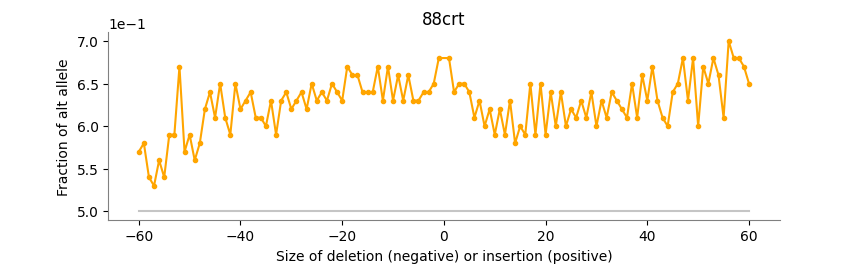 88crt
1e−1
7.0
6.5
6.0
5.5
5.0
Fraction of alt allele
−60 −40 −20 0 20 40 60
Size of deletion (negative) or insertion (positive)